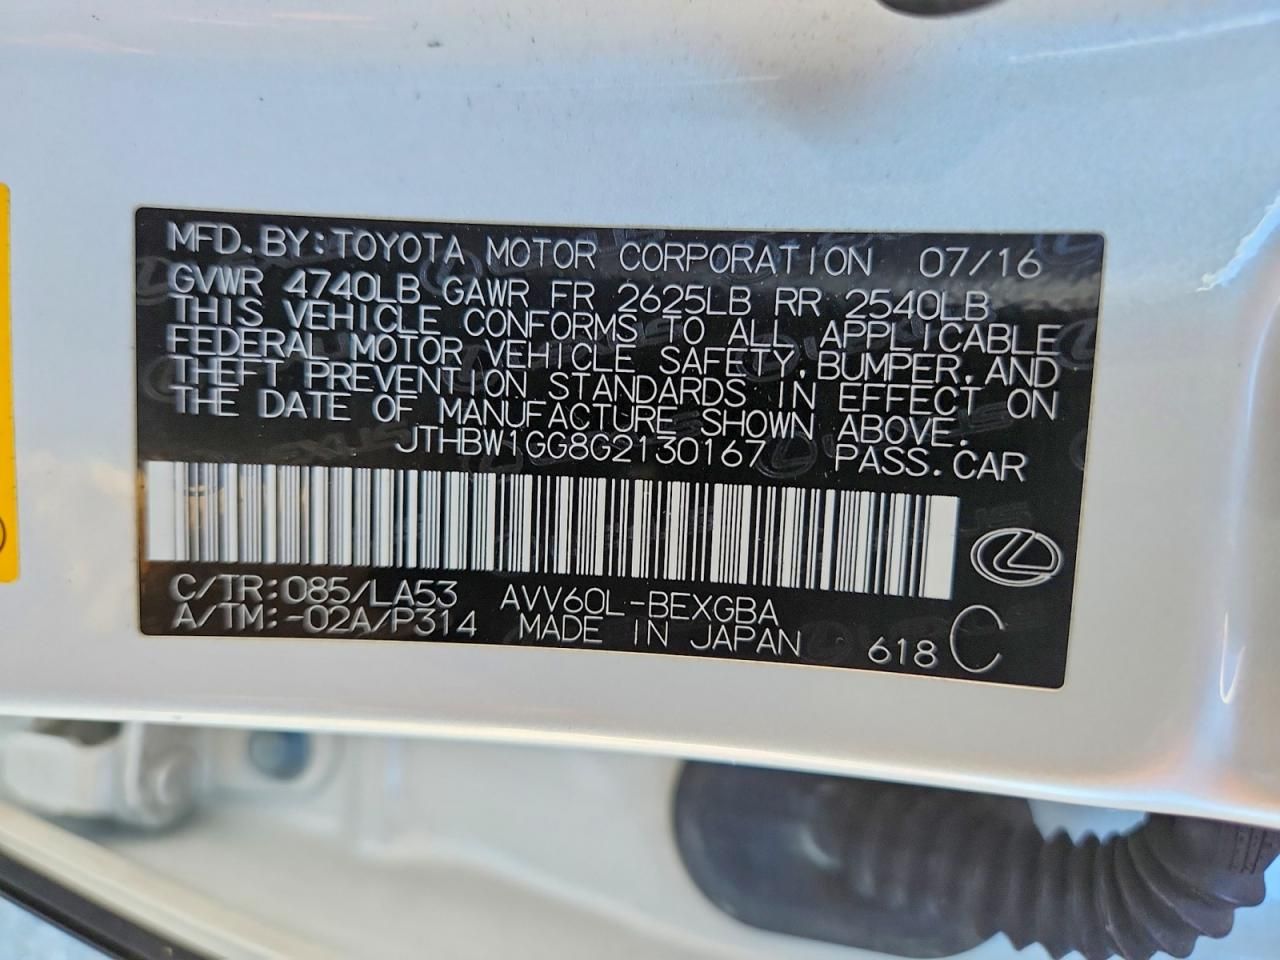 MFD.BY:TOYOTA MOTOR CORPORATION 07/16
GVWR 4740LB GAWR FR 2625LB RR 2540LB
THIS VEHICLE CONFORMS TO ALL APPLICABLE
FEDERAL MOTOR VEHICLE SAFETY,BUMPER,AND
THEFT PREVENTION STANDARDS IN EFFECT ON
THE DATE OF MANUFACTURE SHOWN ABOVE.
JTHBW1GG8G2130167 PASS.CAR
C/TR:085/LA53 AVV60L-BEXGBA
A/TM:-02A/P314 MADE IN JAPAN 618 C